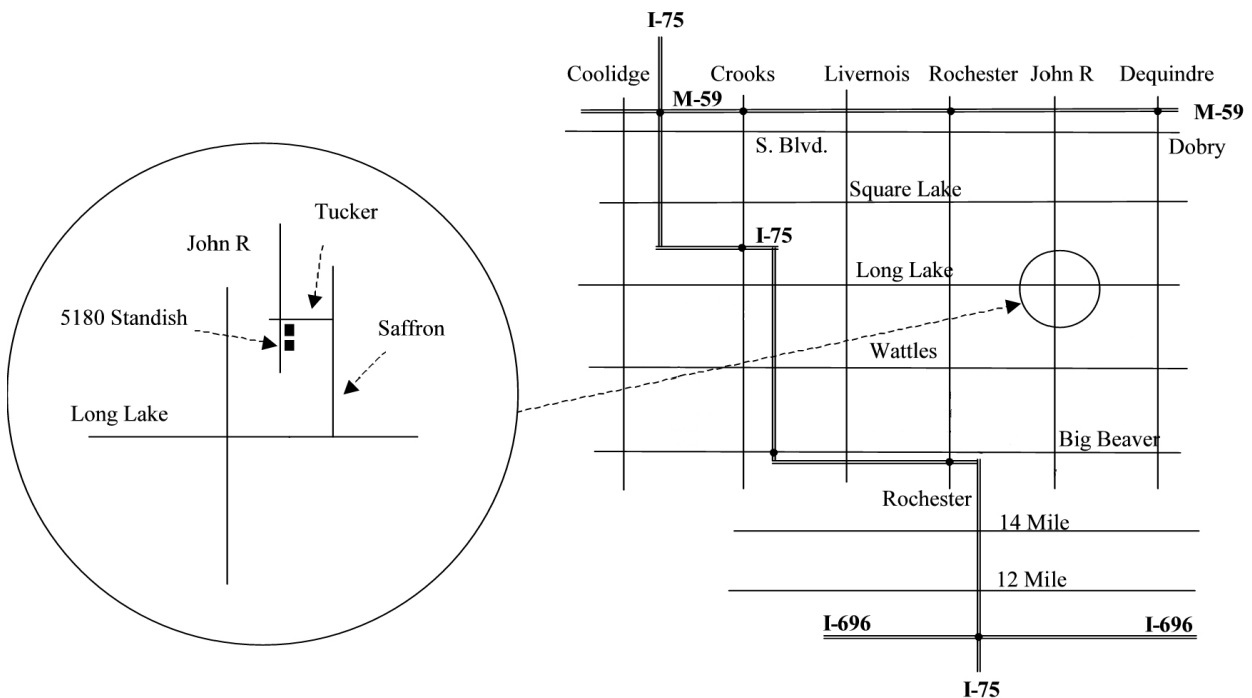 I-75
Coolidge
Crooks
Livernois
Rochester
John R
Dequindre
M-59
M-59
S. Blvd.
Dobry
Square Lake
I-75
Long Lake
Wattles
Big Beaver
Rochester
14 Mile
12 Mile
I-696
I-696
I-75
Tucker
John R
5180 Standish
Saffron
Long Lake